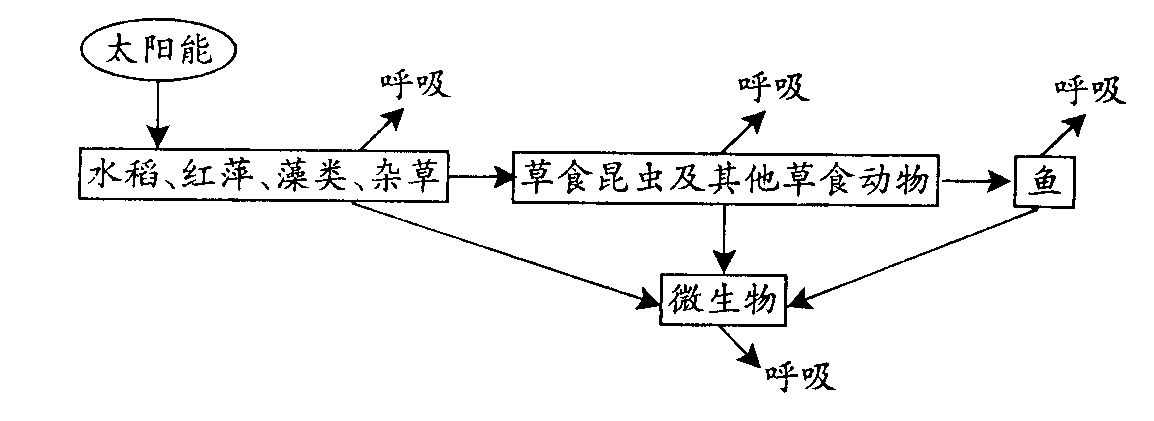 太阳能
呼吸
呼吸
呼吸
水稻、红萍、藻类、杂草
草食昆虫及其他草食动物
鱼
微生物
呼吸